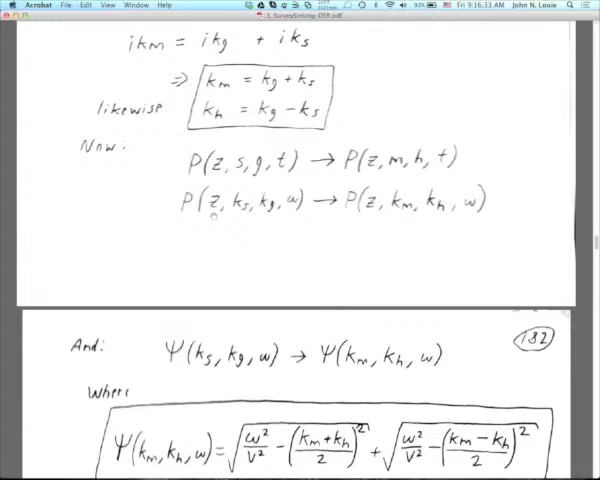 Acrobat File Edit View Window Help 93% Fri 9:16:33 AM John N. Louie
3. SurveySinking-DSR.pdf
ikm = ikg + iks
⇒ km = kg + ks
likewise kh = kg - ks
Now:
P(z, s, g, t) → P(z, m, h, t)
P(z, ks, kg, ω) → P(z, km, kh, ω)
182
And: Ψ(ks, kg, ω) → Ψ(km, kh, ω)
Where
Ψ(km, kh, ω) = √(ω²/v² - ((km + kh)/2)²) + √(ω²/v² - ((km - kh)/2)²)